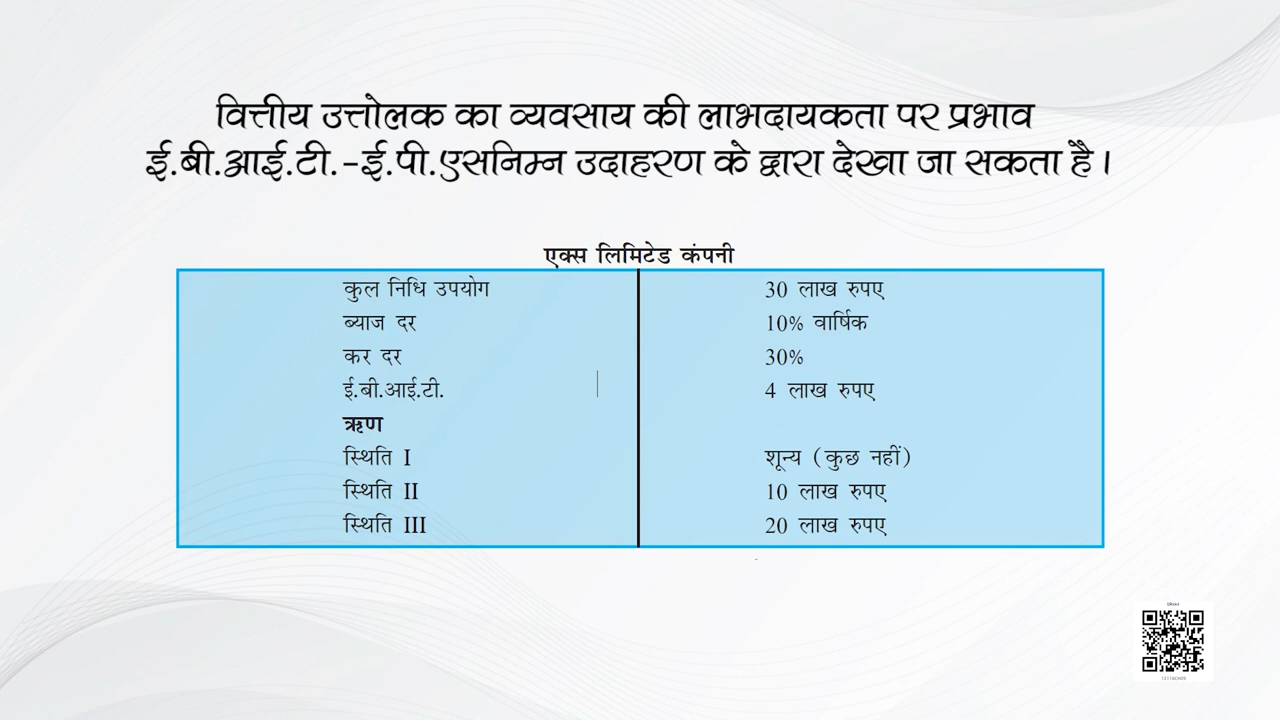 वित्तीय उत्तोलक का व्यवसाय की लाभदायकता पर प्रभाव
ई.बी.आई.टी.-ई.पी.एसनिम्न उदाहरण के द्वारा देखा जा सकता है।
एक्स लिमिटेड कंपनी
कुल निधि उपयोग 30 लाख रुपए
ब्याज दर 10% वार्षिक
कर दर 30%
ई.बी.आई.टी. 4 लाख रुपए
ऋण
स्थिति I शून्य (कुछ नहीं)
स्थिति II 10 लाख रुपए
स्थिति III 20 लाख रुपए